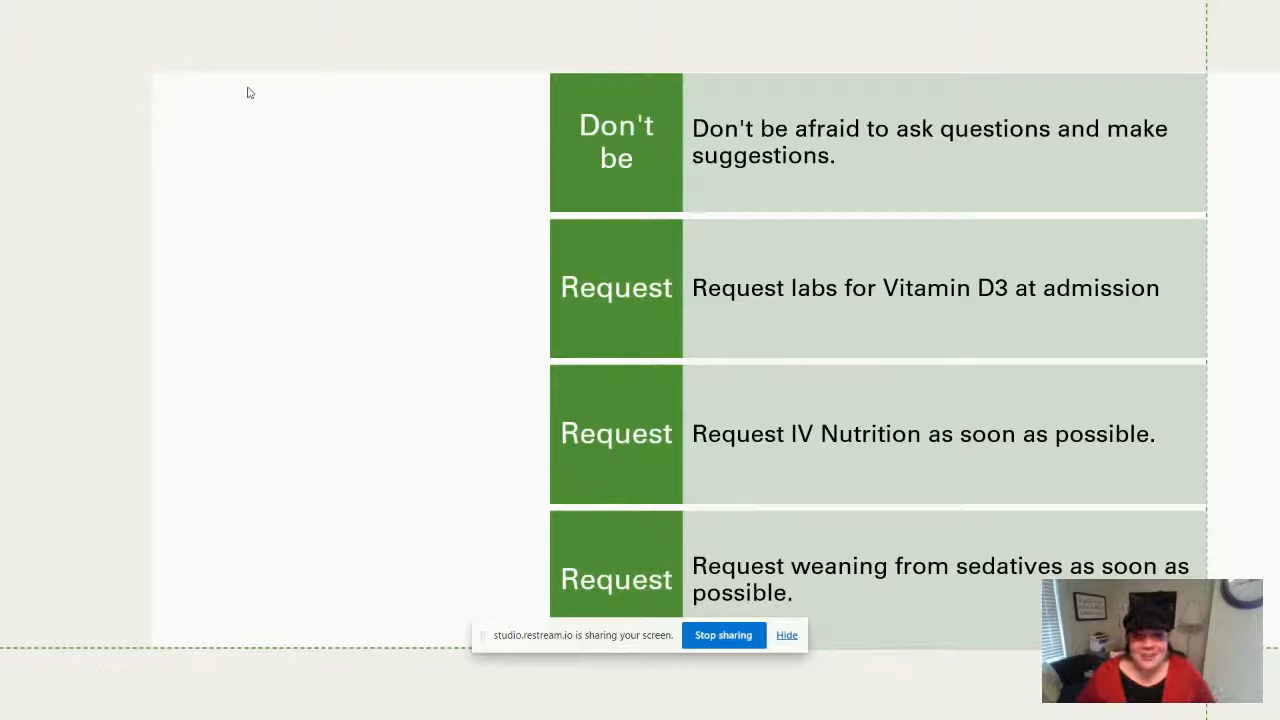 Don't
be
Don't be afraid to ask questions and make
suggestions.
Request
Request labs for Vitamin D3 at admission
Request
Request IV Nutrition as soon as possible.
Request
Request weaning from sedatives as soon as
possible.
studio.restream.io is sharing your screen.
Stop sharing
Hide